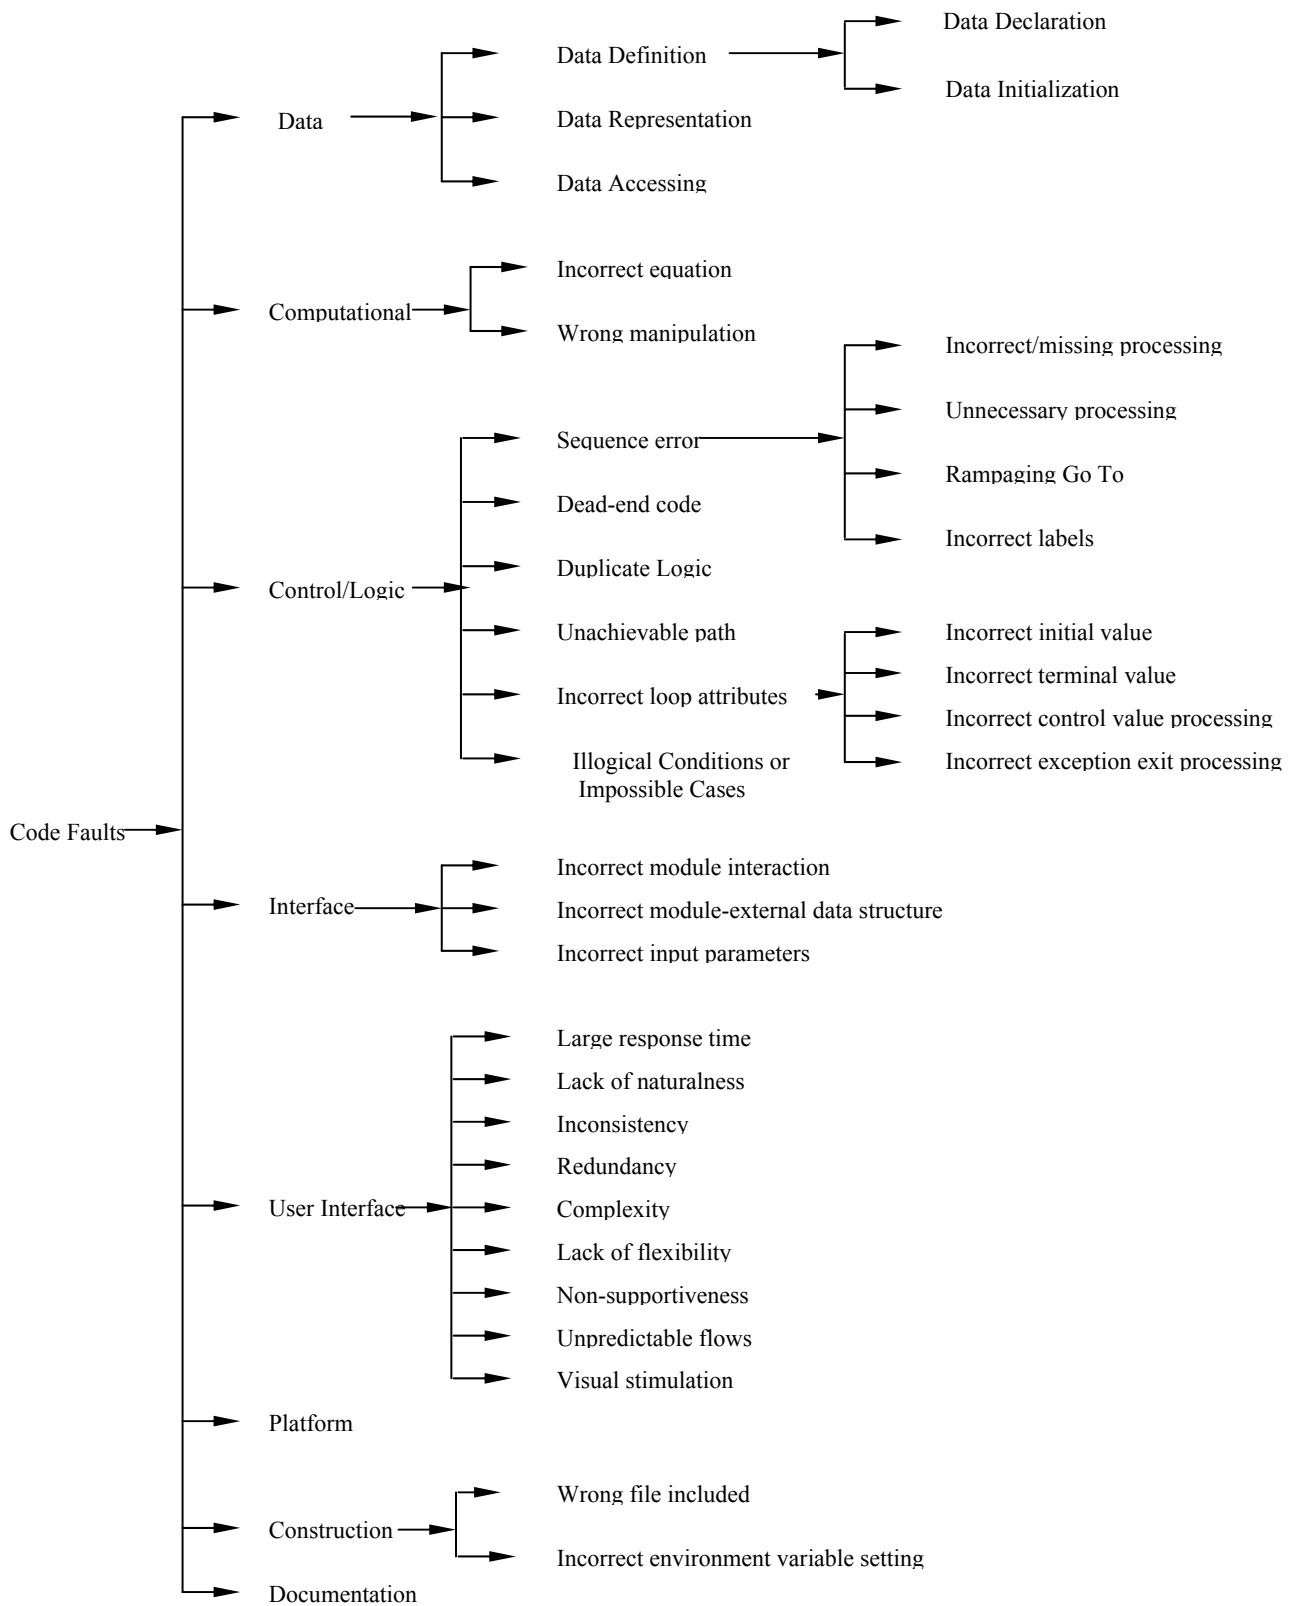 Data Declaration
Data Definition
Data Initialization
Data
Data Representation
Data Accessing
Incorrect equation
Computational
Wrong manipulation
Incorrect/missing processing
Unnecessary processing
Sequence error
Rampaging Go To
Dead-end code
Incorrect labels
Duplicate Logic
Control/Logic
Unachievable path
Incorrect initial value
Incorrect terminal value
Incorrect loop attributes
Incorrect control value processing
Illogical Conditions or
Impossible Cases
Incorrect exception exit processing
Code Faults
Incorrect module interaction
Interface
Incorrect module-external data structure
Incorrect input parameters
Large response time
Lack of naturalness
Inconsistency
Redundancy
User Interface
Complexity
Lack of flexibility
Non-supportiveness
Unpredictable flows
Visual stimulation
Platform
Wrong file included
Construction
Incorrect environment variable setting
Documentation